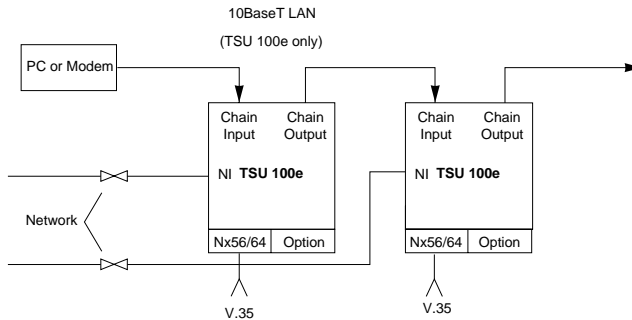 10BaseT LAN
(TSU 100e only)
PC or Modem
Chain Input
Chain Output
Chain Input
Chain Output
NI TSU 100e
NI TSU 100e
Network
Nx56/64
Option
Nx56/64
Option
V.35
V.35